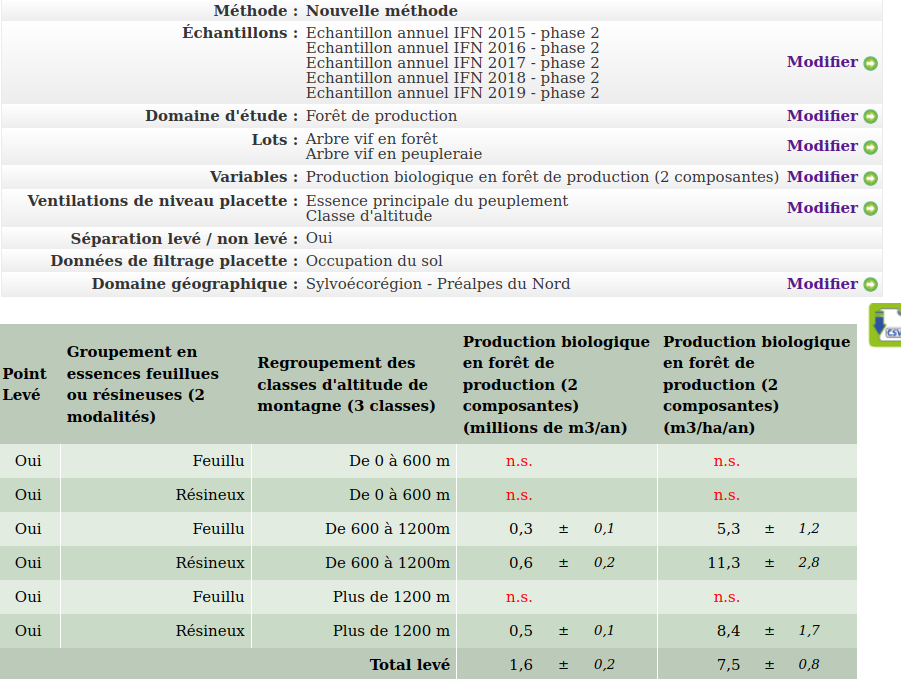 Méthode : Nouvelle méthode
Échantillons : Echantillon annuel IFN 2015 - phase 2
Echantillon annuel IFN 2016 - phase 2
Echantillon annuel IFN 2017 - phase 2 Modifier
Echantillon annuel IFN 2018 - phase 2
Echantillon annuel IFN 2019 - phase 2
Domaine d'étude : Forêt de production Modifier
Lots : Arbre vif en forêt
Arbre vif en peupleraie Modifier
Variables : Production biologique en forêt de production (2 composantes) Modifier
Ventilations de niveau placette : Essence principale du peuplement
Classe d'altitude Modifier
Séparation levé / non levé : Oui
Données de filtrage placette : Occupation du sol
Domaine géographique : Sylvoécorégion - Préalpes du Nord Modifier
CSV
Point
Levé
Groupement en
essences feuillues
ou résineuses (2
modalités)
Regroupement des
classes d'altitude de
montagne (3 classes)
Production biologique
en forêt de
production (2
composantes)
(millions de m3/an)
Production biologique
en forêt de
production (2
composantes)
(m3/ha/an)
Oui Feuillu De 0 à 600 m n.s. n.s.
Oui Résineux De 0 à 600 m n.s. n.s.
Oui Feuillu De 600 à 1200m 0,3 ± 0,1 5,3 ± 1,2
Oui Résineux De 600 à 1200m 0,6 ± 0,2 11,3 ± 2,8
Oui Feuillu Plus de 1200 m n.s. n.s.
Oui Résineux Plus de 1200 m 0,5 ± 0,1 8,4 ± 1,7
Total levé 1,6 ± 0,2 7,5 ± 0,8